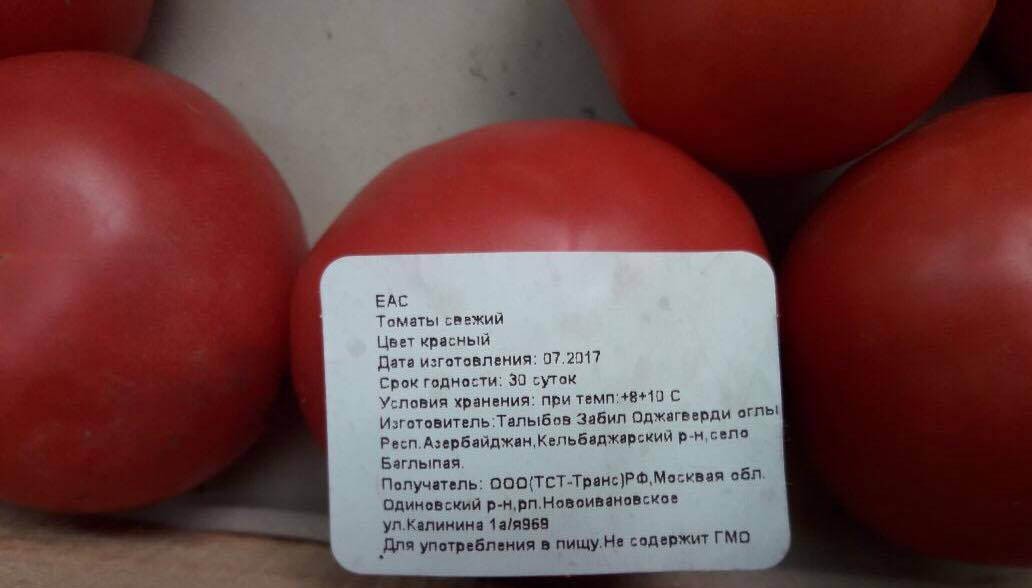 EAC
Томаты свежий
Цвет красный
Дата изготовления: 07.2017
Срок годности: 30 суток
Условия хранения: при темп:+8+10 С
Изготовитель:Талыбов Забил Оджагверди оглы
Респ.Азербайджан,Кельбаджарский р-н,село
Баглыпая.
Получатель: ООО(ТСТ-Транс)РФ,Москвая обл.
Одиновский р-н,рп.Новоивановское
ул.Калинина 1а/я969
Для употребления в пищу.Не содержит ГМО